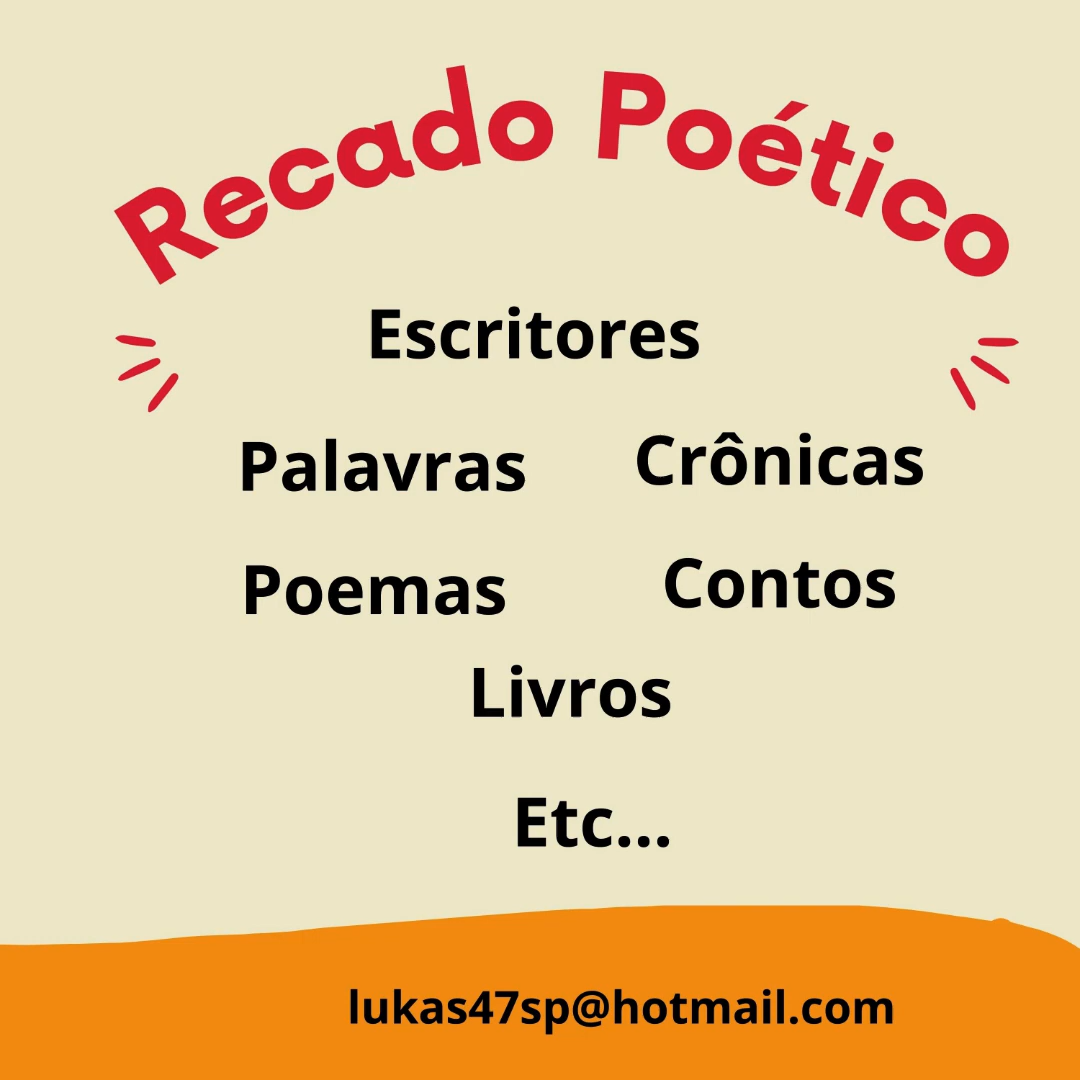 Recado Poético
Escritores
Palavras Crônicas
Poemas Contos
Livros
Etc...
lukas47sp@hotmail.com